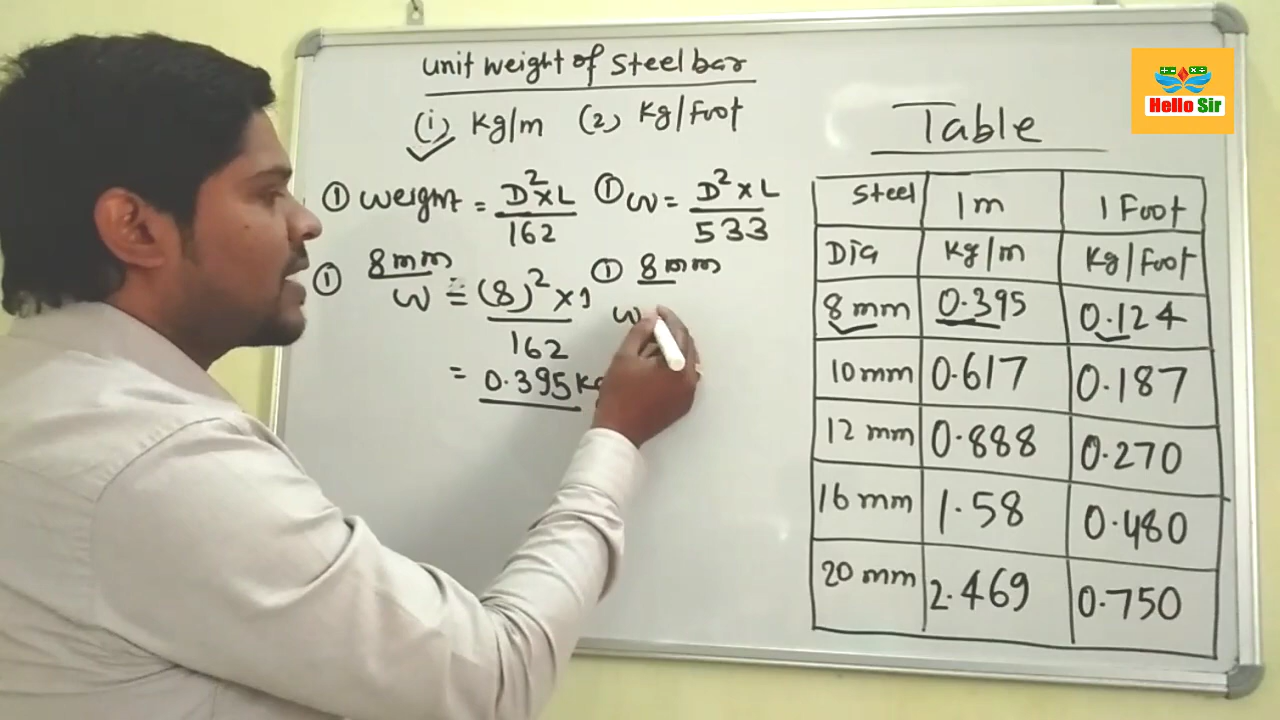 unit weight of steel bar
(i) Kg/m (2) Kg/Foot
① weight = D²xL / 162 ① w = D² x L / 533
① 8mm
w = (8)² x 1 / 162
= 0.395 Kg
① 8mm
w
Hello Sir
Table
Steel 1m 1 Foot
Dia Kg/m Kg/Foot
8 mm 0.395 0.124
10 mm 0.617 0.187
12 mm 0.888 0.270
16 mm 1.58 0.480
20 mm 2.469 0.750